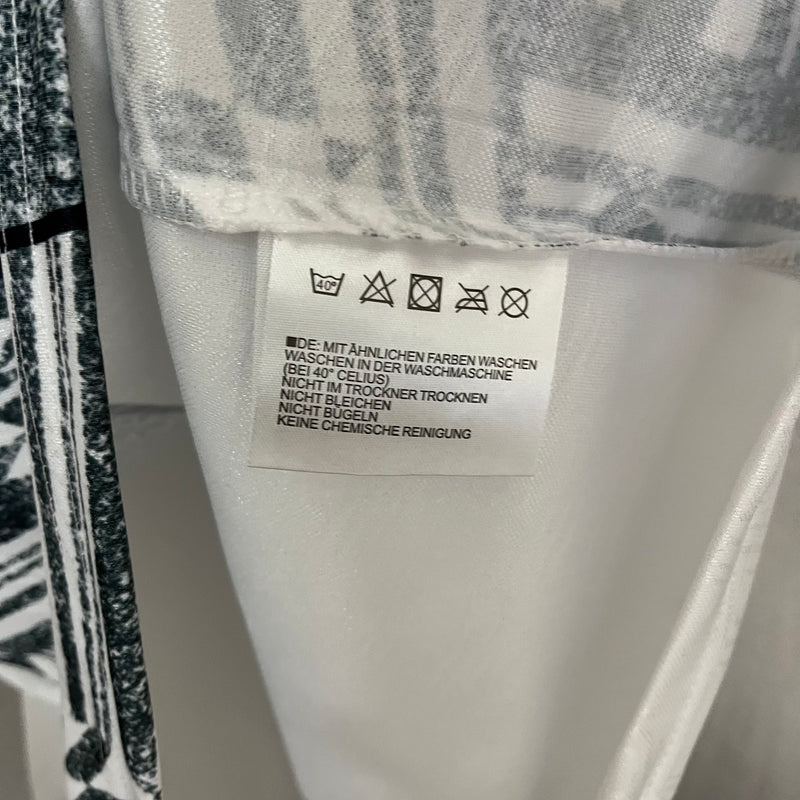 40°
■DE: MIT ÄHNLICHEN FARBEN WASCHEN
WASCHEN IN DER WASCHMASCHINE
(BEI 40° CELIUS)
NICHT IM TROCKNER TROCKNEN
NICHT BLEICHEN
NICHT BÜGELN
KEINE CHEMISCHE REINIGUNG